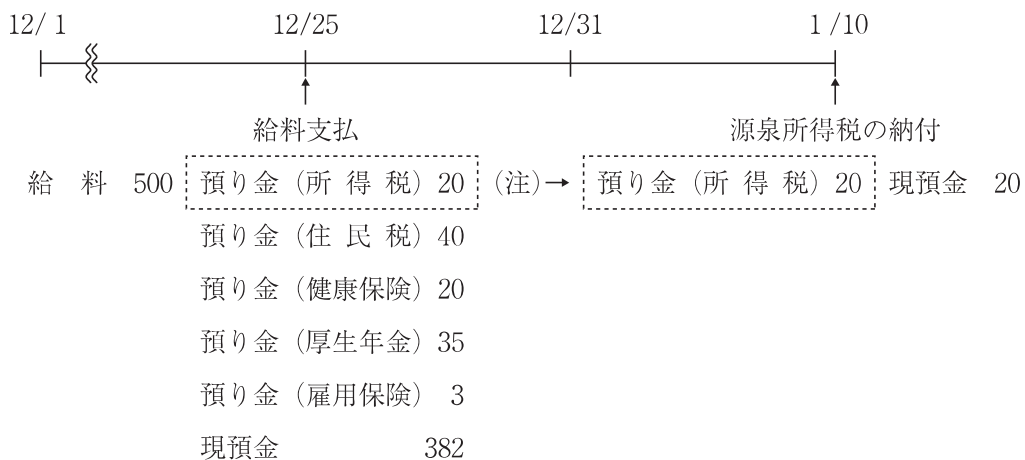 12/ 1 12/25 12/31 1 /10
給料支払 源泉所得税の納付
給 料 500 預り金（所 得 税）20 （注）→ 預り金（所 得 税）20 現預金 20
預り金（住 民 税）40
預り金（健康保険）20
預り金（厚生年金）35
預り金（雇用保険） 3
現預金 382